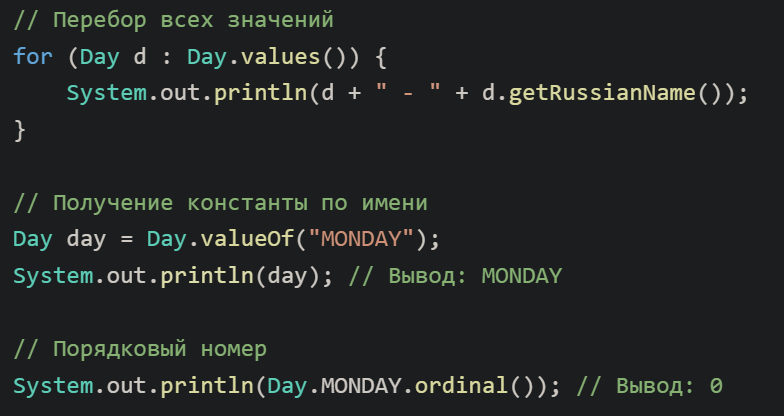 // Перебор всех значений
for (Day d : Day.values()) {
    System.out.println(d + " - " + d.getRussianName());
}

// Получение константы по имени
Day day = Day.valueOf("MONDAY");
System.out.println(day); // Вывод: MONDAY

// Порядковый номер
System.out.println(Day.MONDAY.ordinal()); // Вывод: 0